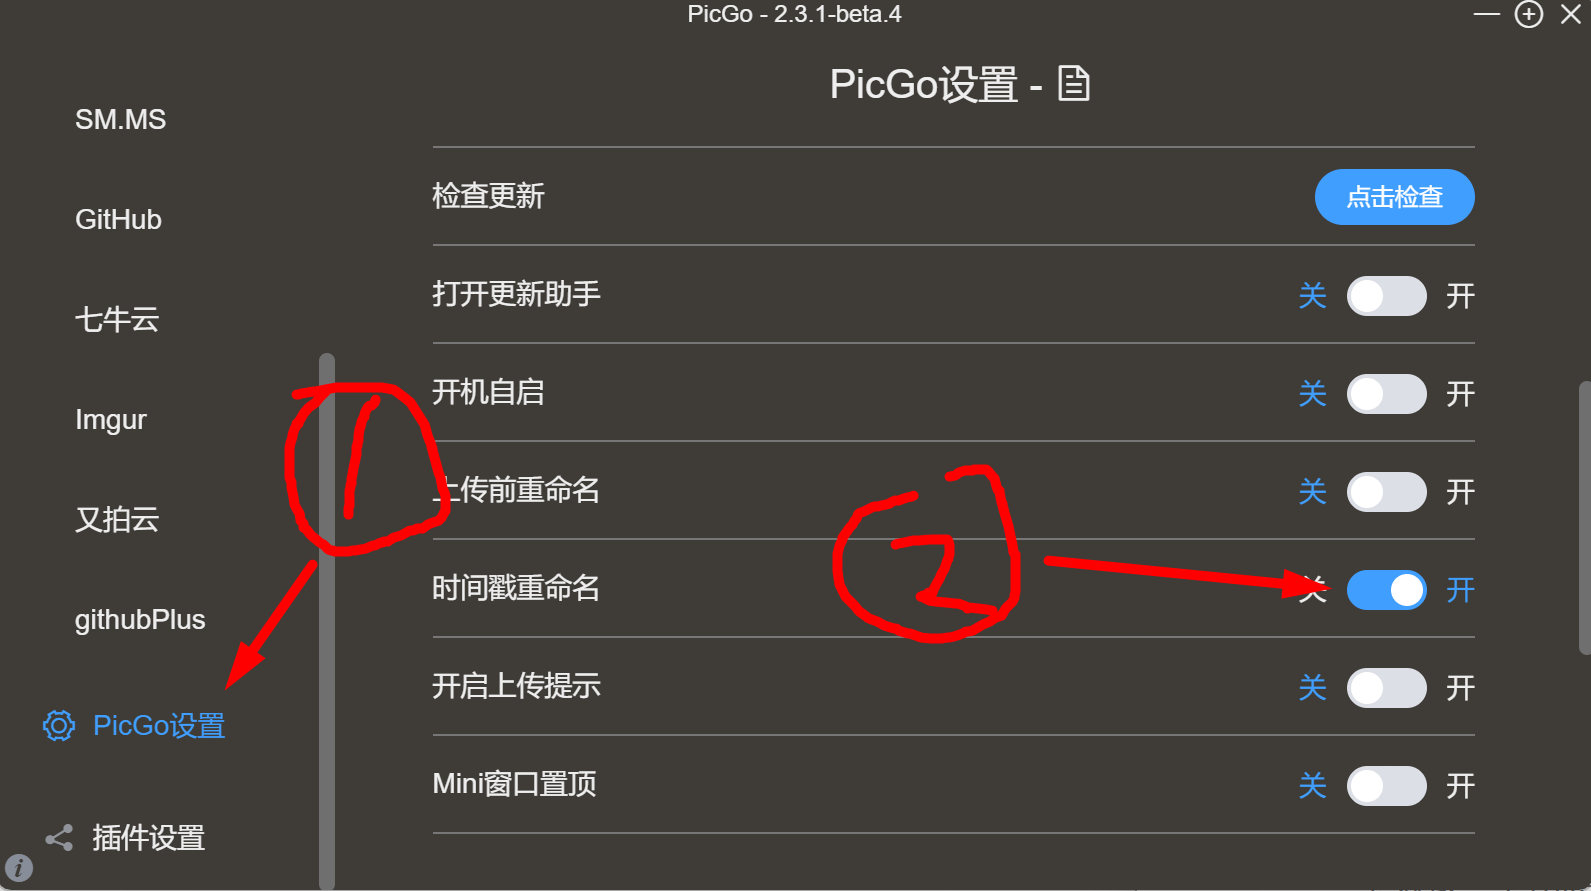 PicGo - 2.3.1-beta.4
PicGo设置 -
SM.MS
GitHub
七牛云
Imgur
又拍云
githubPlus
PicGo设置
插件设置
检查更新 点击检查
打开更新助手 关 开
开机自启 关 开
上传前重命名 关 开
时间戳重命名 关 开
开启上传提示 关 开
Mini窗口置顶 关 开
1
2